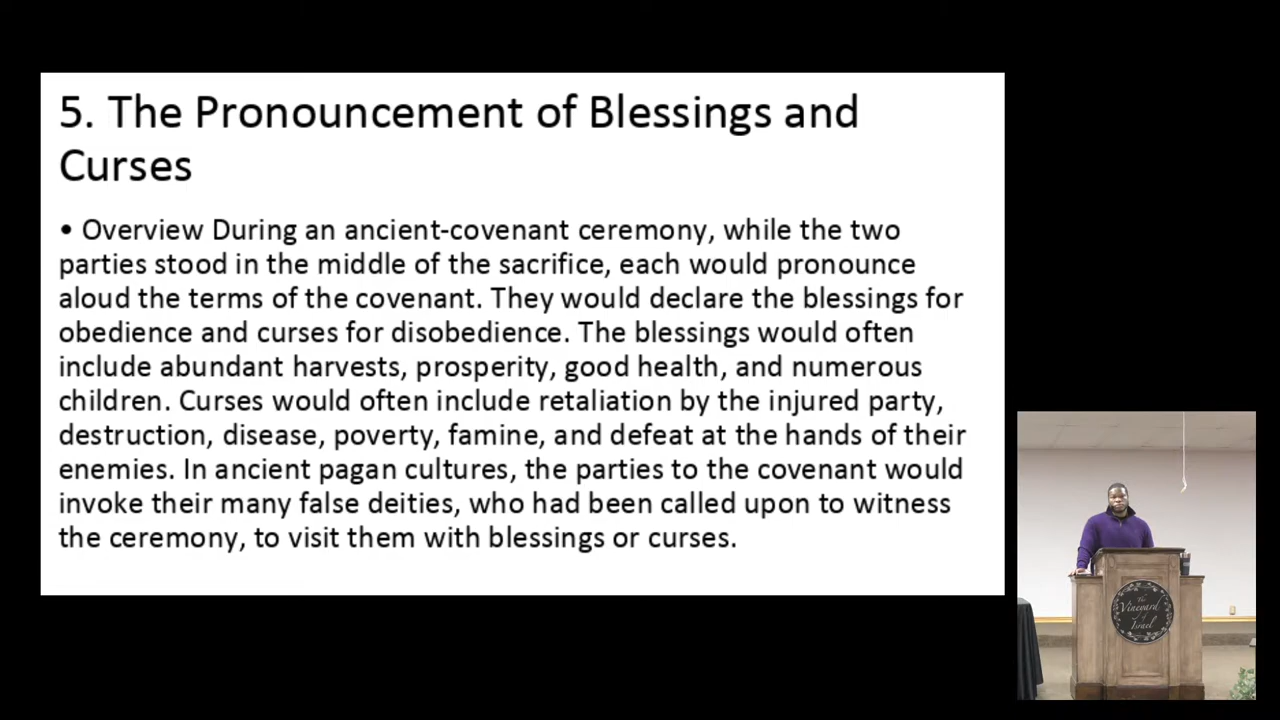 5. The Pronouncement of Blessings and
Curses
• Overview During an ancient-covenant ceremony, while the two
parties stood in the middle of the sacrifice, each would pronounce
aloud the terms of the covenant. They would declare the blessings for
obedience and curses for disobedience. The blessings would often
include abundant harvests, prosperity, good health, and numerous
children. Curses would often include retaliation by the injured party,
destruction, disease, poverty, famine, and defeat at the hands of their
enemies. In ancient pagan cultures, the parties to the covenant would
invoke their many false deities, who had been called upon to witness
the ceremony, to visit them with blessings or curses.
The
Vineyard
of
Israel